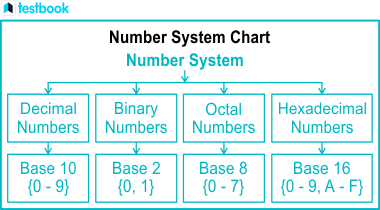 testbook
Number System Chart
Number System
Decimal
Numbers
Binary
Numbers
Octal
Numbers
Hexadecimal
Numbers
Base 10
{0 - 9}
Base 2
{0, 1}
Base 8
{0 - 7}
Base 16
{0 - 9, A - F}